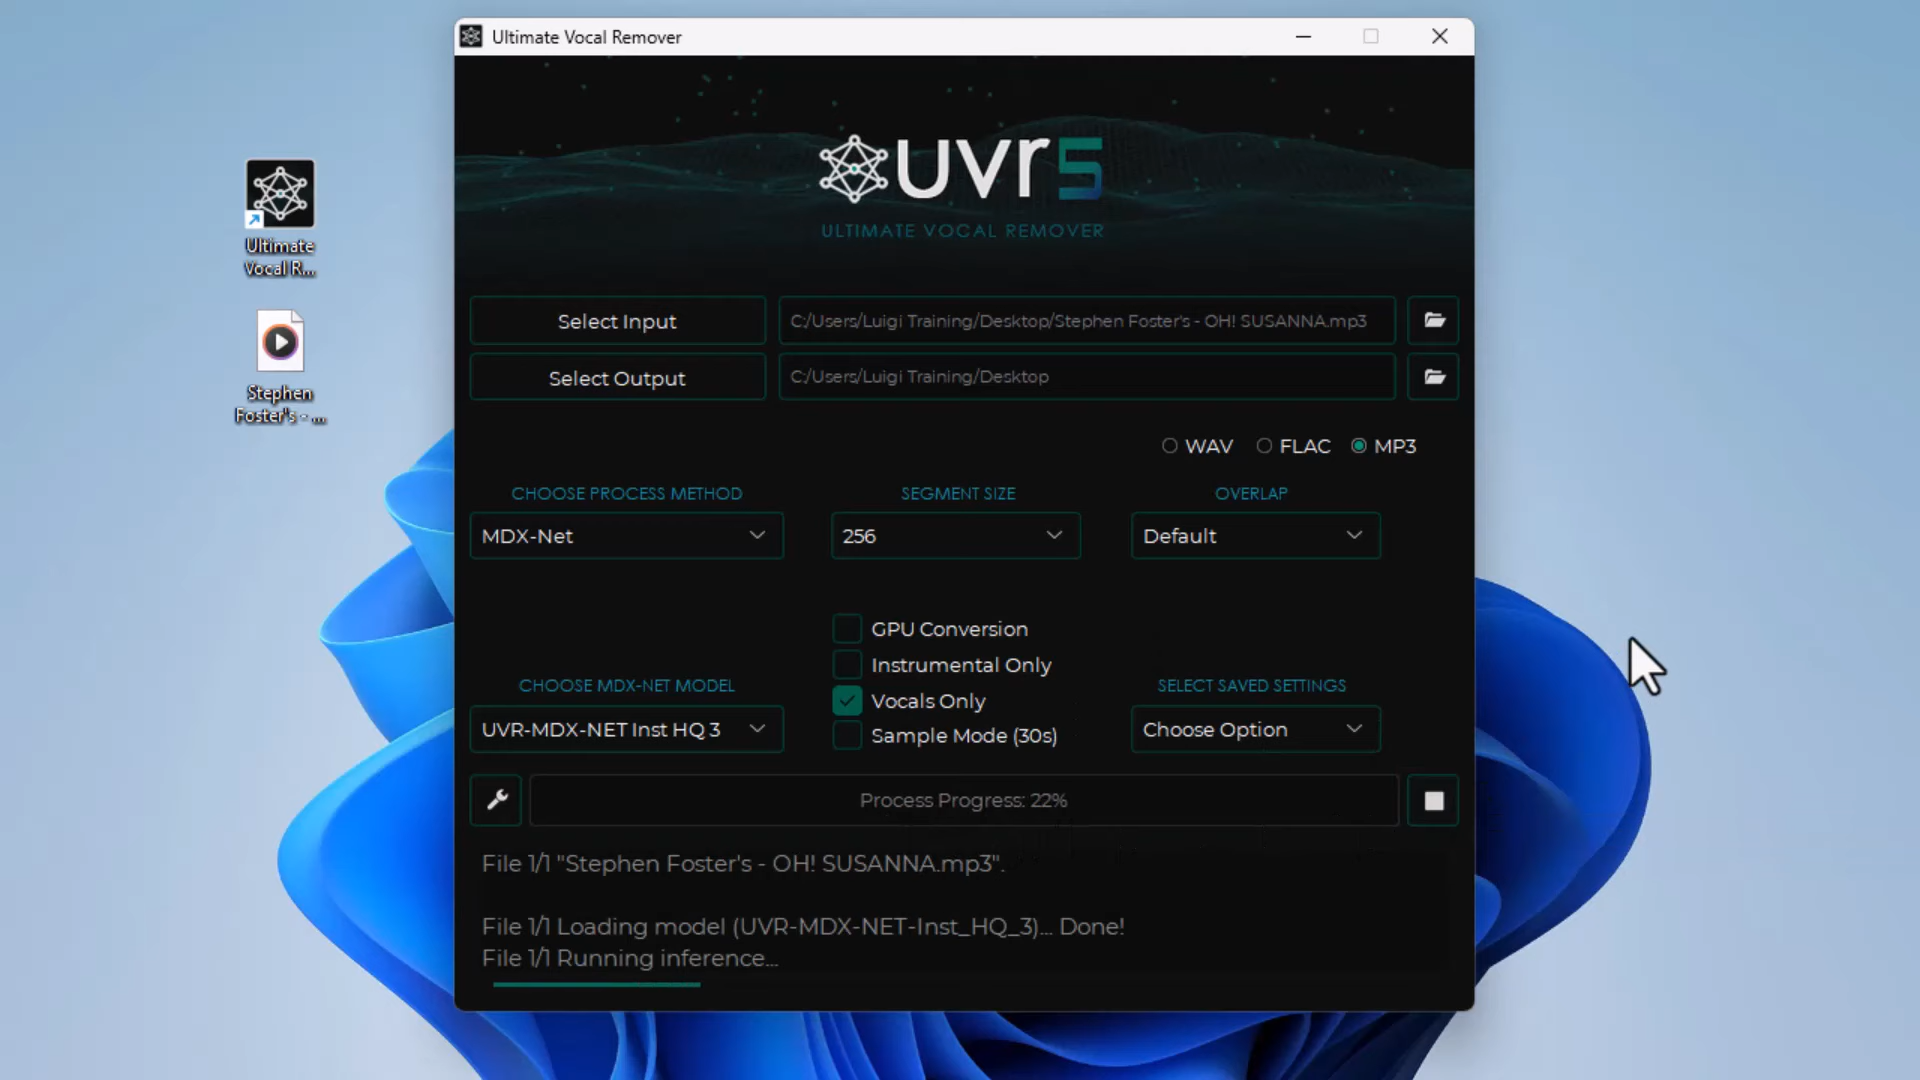 Ultimate Vocal Remover
uvr5
ULTIMATE VOCAL REMOVER
Ultimate
Vocal R...
Stephen
Foster's - ...
Select Input
C:/Users/Luigi Training/Desktop/Stephen Foster's - OH! SUSANNA.mp3
Select Output
C:/Users/Luigi Training/Desktop
WAV FLAC MP3
CHOOSE PROCESS METHOD SEGMENT SIZE OVERLAP
MDX-Net 256 Default
GPU Conversion
Instrumental Only
CHOOSE MDX-NET MODEL Vocals Only SELECT SAVED SETTINGS
UVR-MDX-NET Inst HQ 3 Sample Mode (30s) Choose Option
Process Progress: 22%
File 1/1 "Stephen Foster's - OH! SUSANNA.mp3".
File 1/1 Loading model (UVR-MDX-NET-Inst_HQ_3)... Done!
File 1/1 Running inference...